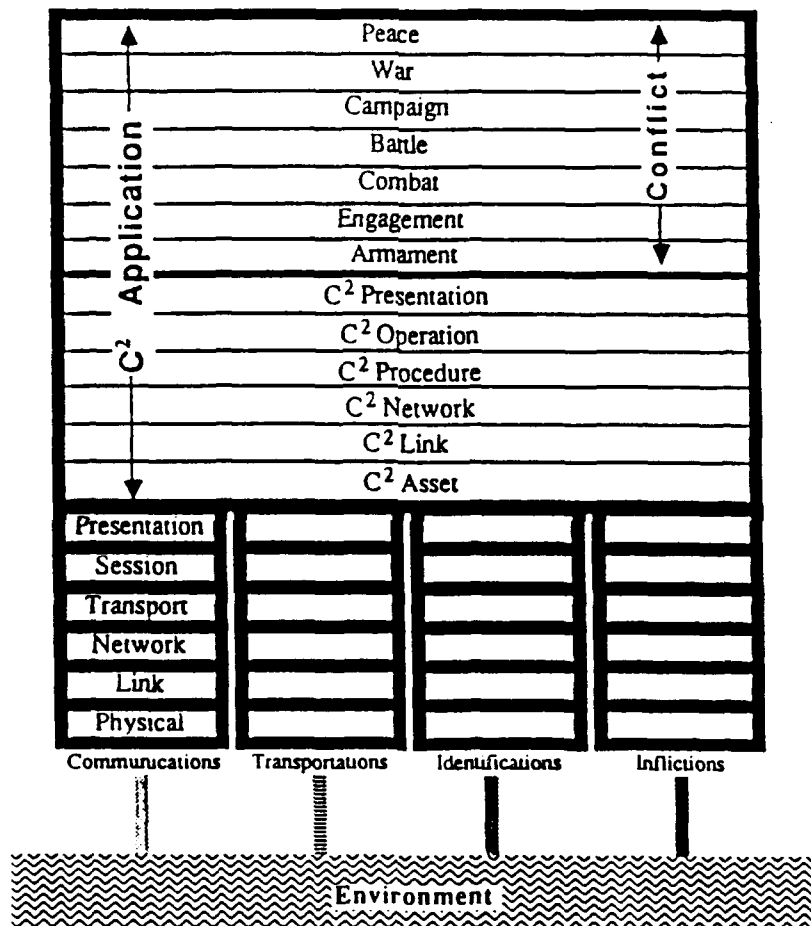 Peace
War
Campaign
Battle
Combat
Engagement
Armament
C² Application
Conflict
C² Presentation
C² Operation
C² Procedure
C² Network
C² Link
C² Asset
Presentation
Session
Transport
Network
Link
Physical
Communications Transportations Identifications Inflictions
Environment